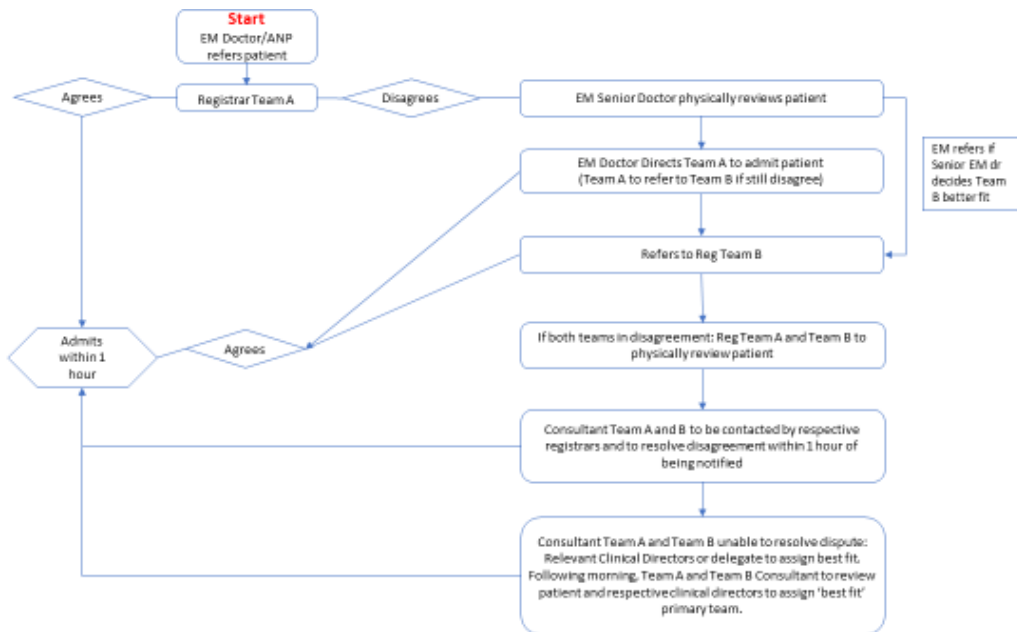 Start
EM Doctor/ANP
refers patient
Agrees
Registrar Team A
Disagrees
EM Senior Doctor physically reviews patient
EM refers if
Senior EM dr
decides Team
B better fit
EM Doctor Directs Team A to admit patient
(Team A to refer to Team B if still disagree)
Refers to Reg Team B
Admits
within 1
hour
Agrees
If both teams in disagreement: Reg Team A and Team B to
physically review patient
Consultant Team A and B to be contacted by respective
registrars and to resolve disagreement within 1 hour of
being notified
Consultant Team A and Team B unable to resolve dispute:
Relevant Clinical Directors or delegate to assign best fit.
Following morning, Team A and Team B Consultant to review
patient and respective clinical directors to assign ‘best fit’
primary team.